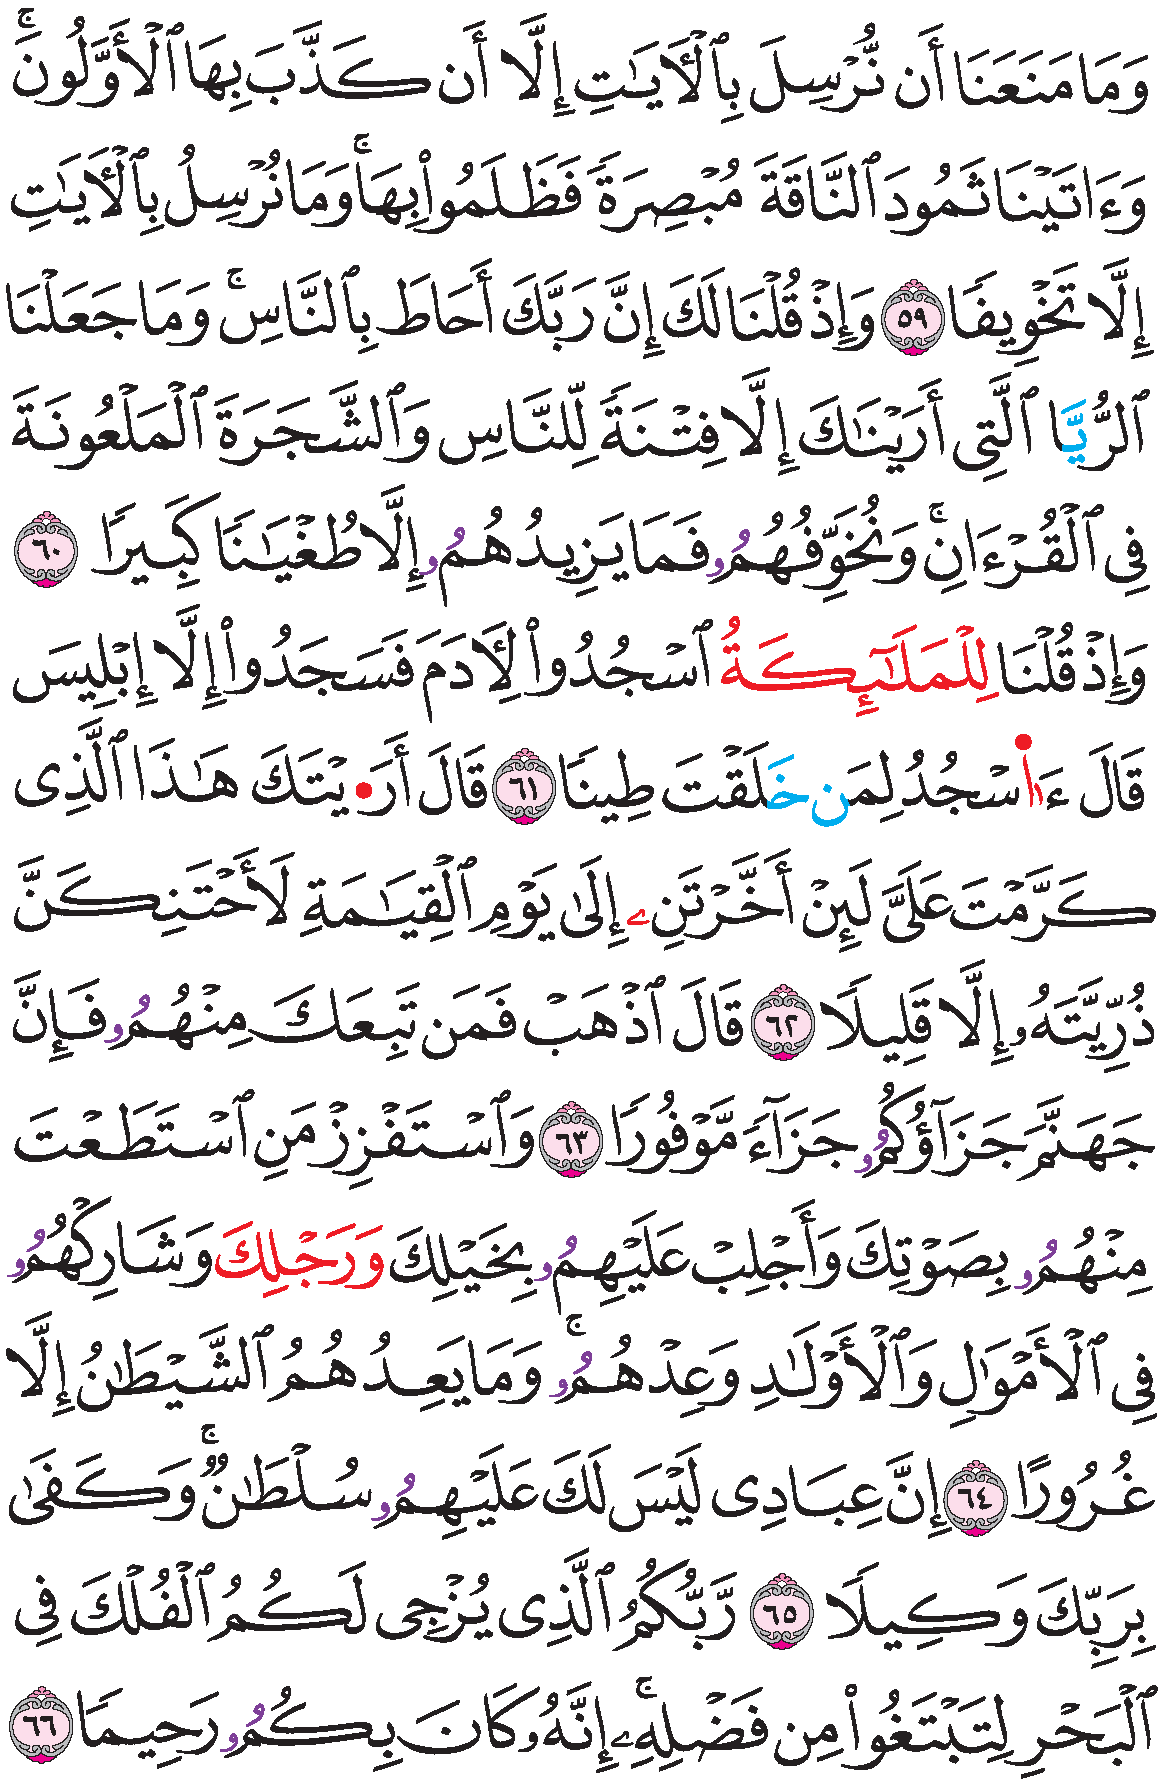 وَمَا مَنَعَنَا أَن نُّرْسِلَ بِٱلْأَيَٰتِ إِلَّا أَن كَذَّبَ بِهَا ٱلْأَوَّلُونَۚ
وَءَاتَيْنَا ثَمُودَ ٱلنَّاقَةَ مُبْصِرَةً فَظَلَمُوا۟ بِهَاۚ وَمَا نُرْسِلُ بِٱلْأَيَٰتِ
إِلَّا تَخْوِيفًا ٥٩ وَإِذْ قُلْنَا لَكَ إِنَّ رَبَّكَ أَحَاطَ بِٱلنَّاسِۚ وَمَا جَعَلْنَا
ٱلرُّيَّا ٱلَّتِى أَرَيْنَٰكَ إِلَّا فِتْنَةً لِّلنَّاسِ وَٱلشَّجَرَةَ ٱلْمَلْعُونَةَ
فِى ٱلْقُرْءَانِۚ وَنُخَوِّفُهُمُۥ فَمَا يَزِيدُهُمُۥ إِلَّا طُغْيَٰنًا كَبِيرًا ٦٠
وَإِذْ قُلْنَا لِلْمَلَٰٓئِكَةُ ٱسْجُدُوا۟ لِأَدَمَ فَسَجَدُوا۟ إِلَّا إِبْلِيسَ
قَالَ ءَا۬سْجُدُ لِمَن خَلَقْتَ طِينًا ٦١ قَالَ أَرَ•يْتَكَ هَٰذَا ٱلَّذِى
كَرَّمْتَ عَلَىَّ لَئِنْ أَخَّرْتَنِۦ إِلَىٰ يَوْمِ ٱلْقِيَٰمَةِ لَأَحْتَنِكَنَّ
ذُرِّيَّتَهُۥ إِلَّا قَلِيلًا ٦٢ قَالَ ٱذْهَبْ فَمَن تَبِعَكَ مِنْهُمُۥ فَإِنَّ
جَهَنَّمَ جَزَآؤُكُمُۥ جَزَآءً مَّوْفُورًا ٦٣ وَٱسْتَفْزِزْ مَنِ ٱسْتَطَعْتَ
مِنْهُمُۥ بِصَوْتِكَ وَأَجْلِبْ عَلَيْهِمُۥ بِخَيْلِكَ وَرَجْلِكَ وَشَارِكْهُمُۥ
فِى ٱلْأَمْوَٰلِ وَٱلْأَوْلَٰدِ وَعِدْهُمُۥۚ وَمَا يَعِدُهُمُ ٱلشَّيْطَٰنُ إِلَّا
غُرُورًا ٦٤ إِنَّ عِبَادِى لَيْسَ لَكَ عَلَيْهِمُۥ سُلْطَٰنٌۚ وَكَفَىٰ
بِرَبِّكَ وَكِيلًا ٦٥ رَّبُّكُمُ ٱلَّذِى يُزْجِى لَكُمُ ٱلْفُلْكَ فِى
ٱلْبَحْرِ لِتَبْتَغُوا۟ مِن فَضْلِهِۦۚ إِنَّهُۥ كَانَ بِكُمُۥ رَحِيمًا ٦٦